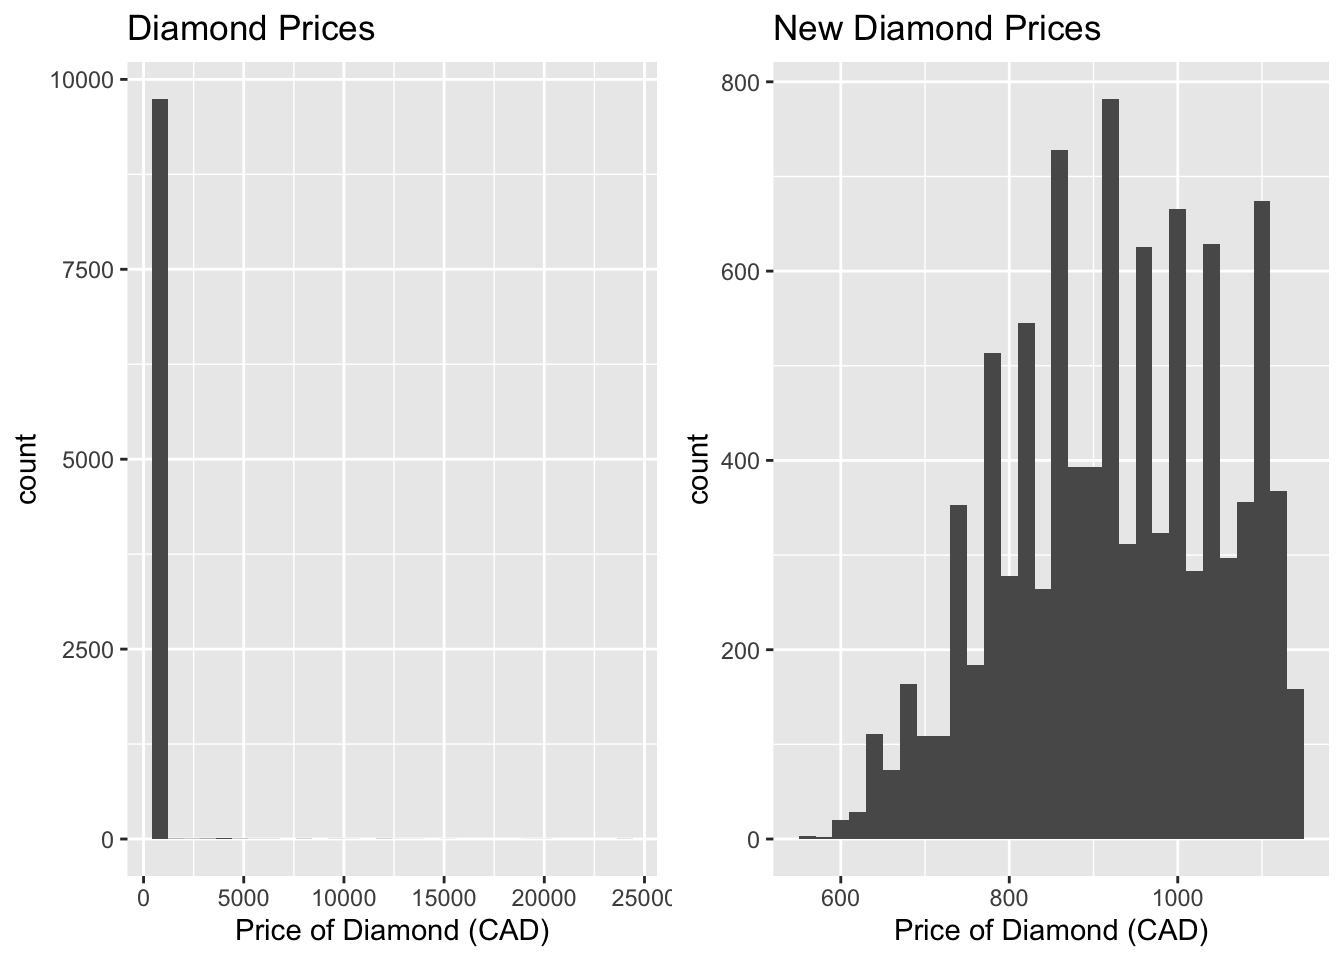 Diamond Prices
10000
7500
5000
2500
0
count
0 5000 10000 15000 20000 25000
Price of Diamond (CAD)
New Diamond Prices
800
600
400
200
0
count
600 800 1000
Price of Diamond (CAD)